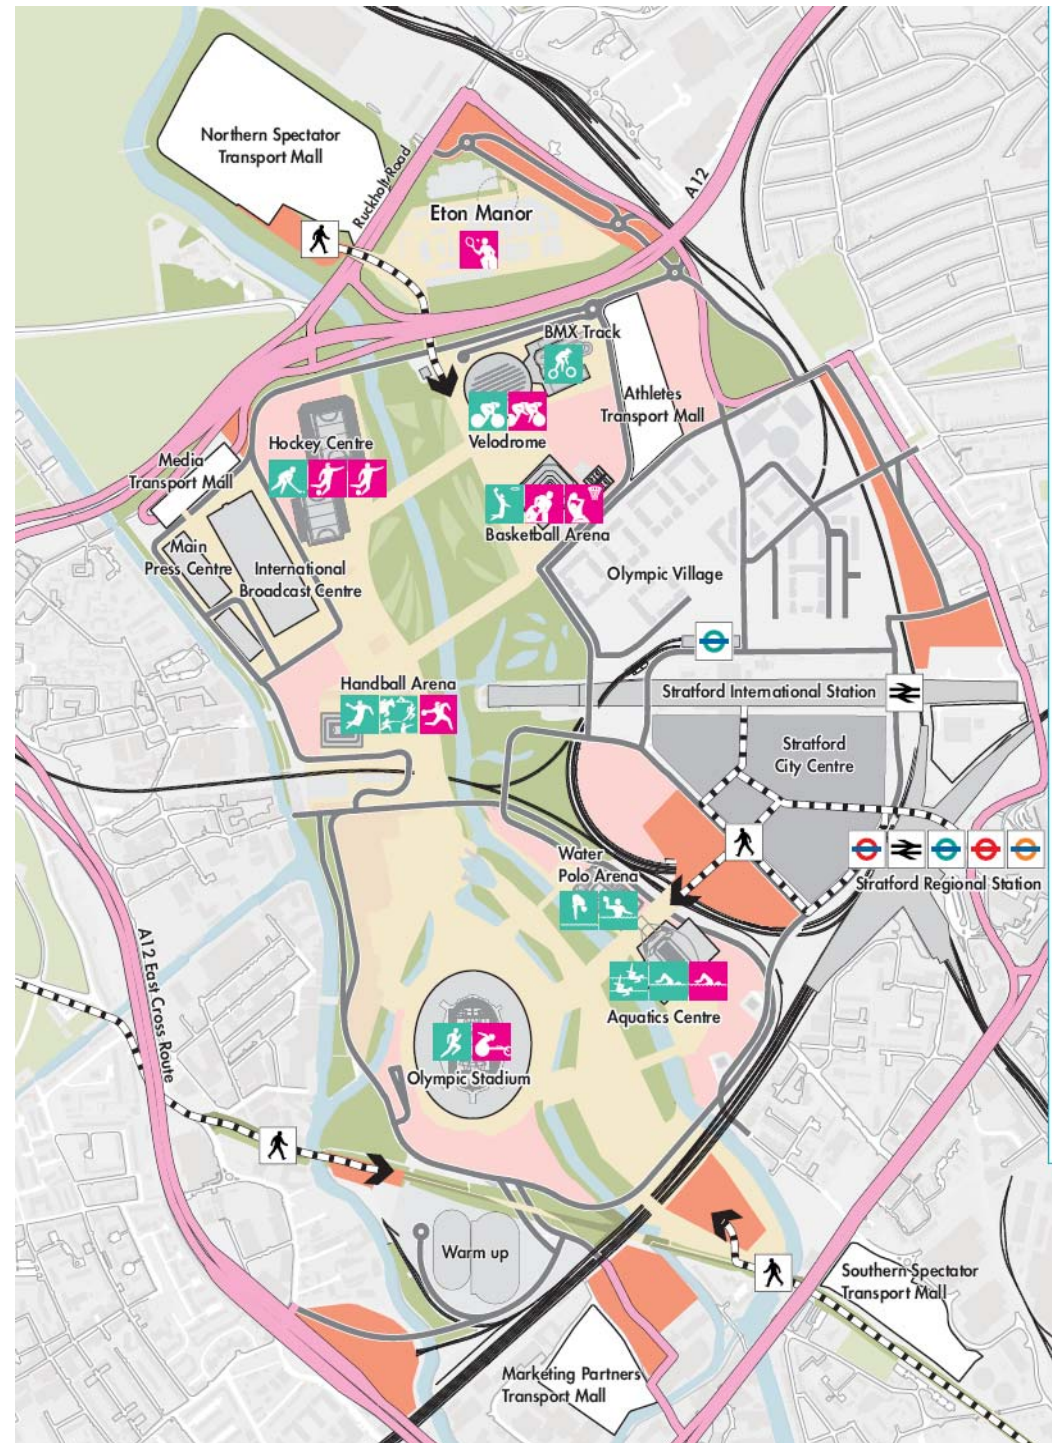 Northern Spectator
Transport Mall
Ruckholt Road
A12
Eton Manor
BMX Track
Athletes
Transport Mall
Velodrome
Hockey Centre
Media
Transport Mall
Basketball Arena
Main
Press Centre
International
Broadcast Centre
Olympic Village
Handball Arena
Stratford International Station
Stratford
City Centre
Water
Polo Arena
Stratford Regional Station
A12 East Cross Route
Aquatics Centre
Olympic Stadium
Warm up
Southern Spectator
Transport Mall
Marketing Partners
Transport Mall